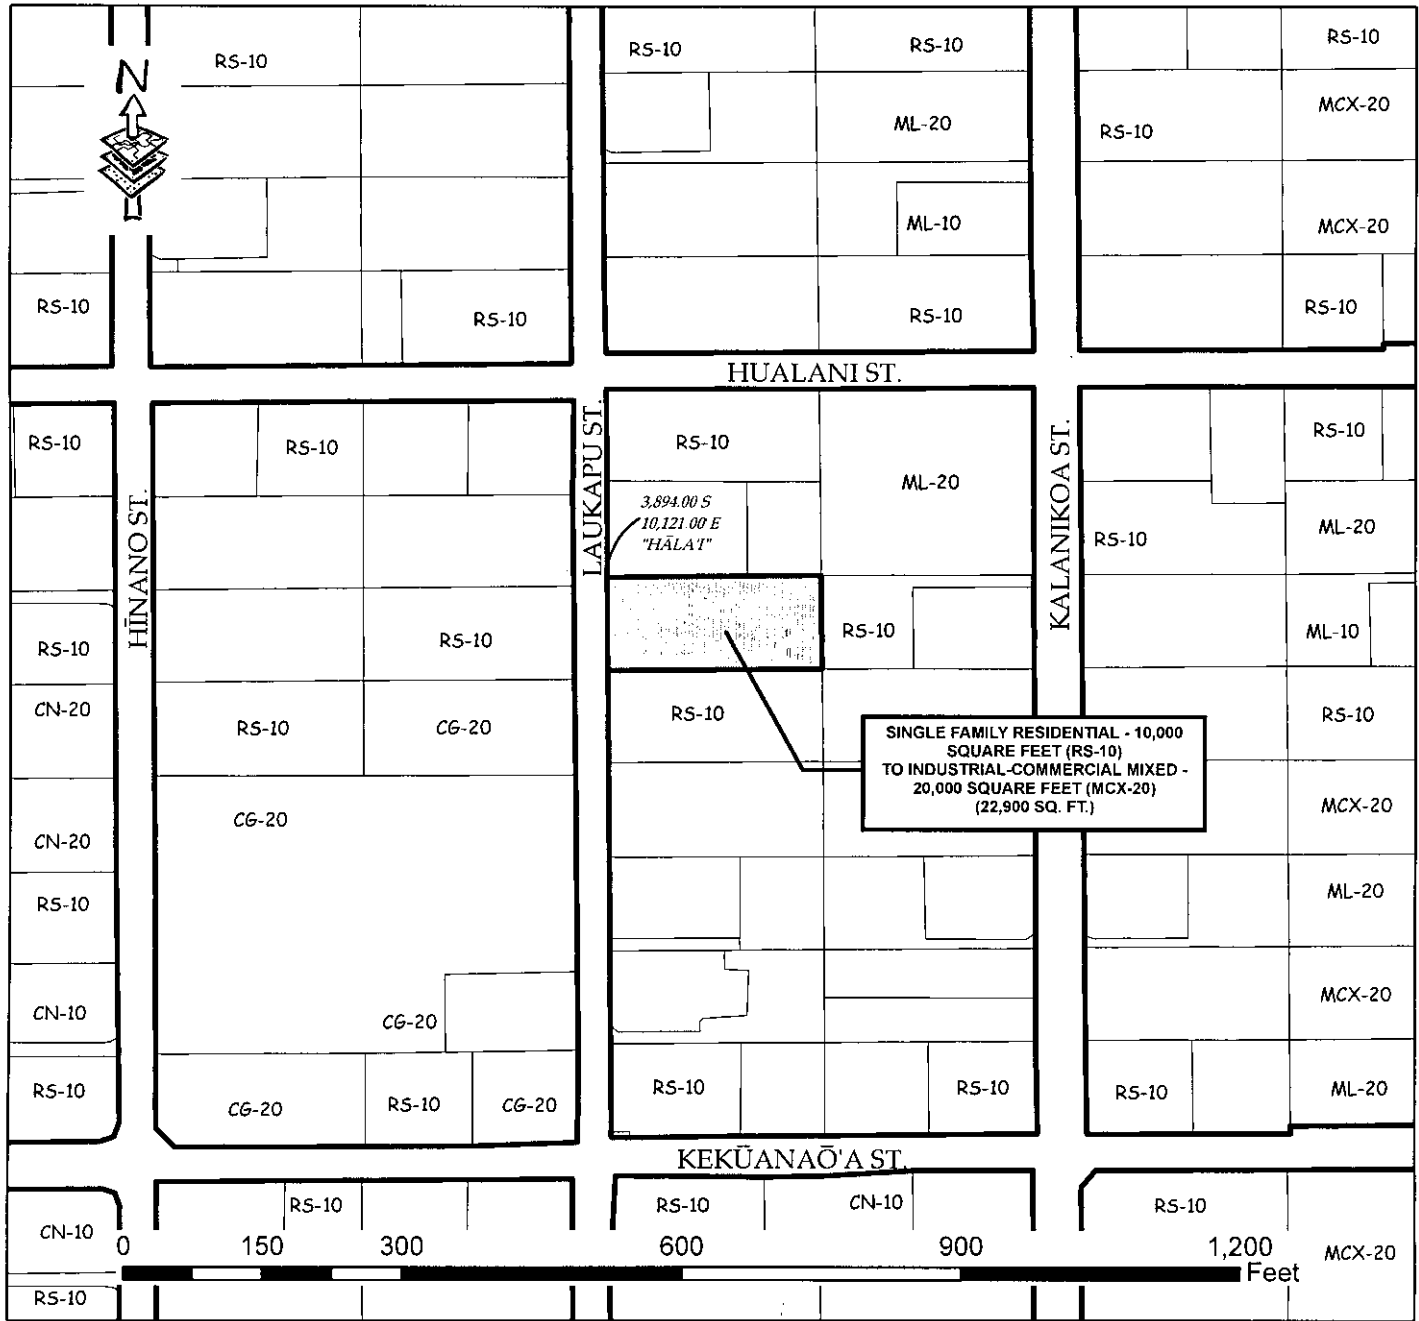 RS-10
RS-10
RS-10
RS-10
N
MCX-20
ML-20
RS-10
ML-10
MCX-20
RS-10
RS-10
RS-10
RS-10
HUALANI ST.
RS-10
RS-10
RS-10
RS-10
ML-20
LAUKAPU ST.
KALANIKOA ST.
HĪNANO ST.
3,894.00 S
10,121.00 E
"HĀLA'I"
ML-20
RS-10
RS-10
RS-10
RS-10
ML-10
CN-20
RS-10
CG-20
RS-10
RS-10
SINGLE FAMILY RESIDENTIAL - 10,000
SQUARE FEET (RS-10)
TO INDUSTRIAL-COMMERCIAL MIXED -
20,000 SQUARE FEET (MCX-20)
(22,900 SQ. FT.)
CG-20
MCX-20
CN-20
RS-10
ML-20
CN-10
CG-20
MCX-20
RS-10
CG-20
RS-10
CG-20
RS-10
RS-10
RS-10
ML-20
KEKŪANAŌ'A ST.
RS-10
RS-10
CN-10
RS-10
CN-10
MCX-20
0 150 300 600 900 1,200
Feet
RS-10